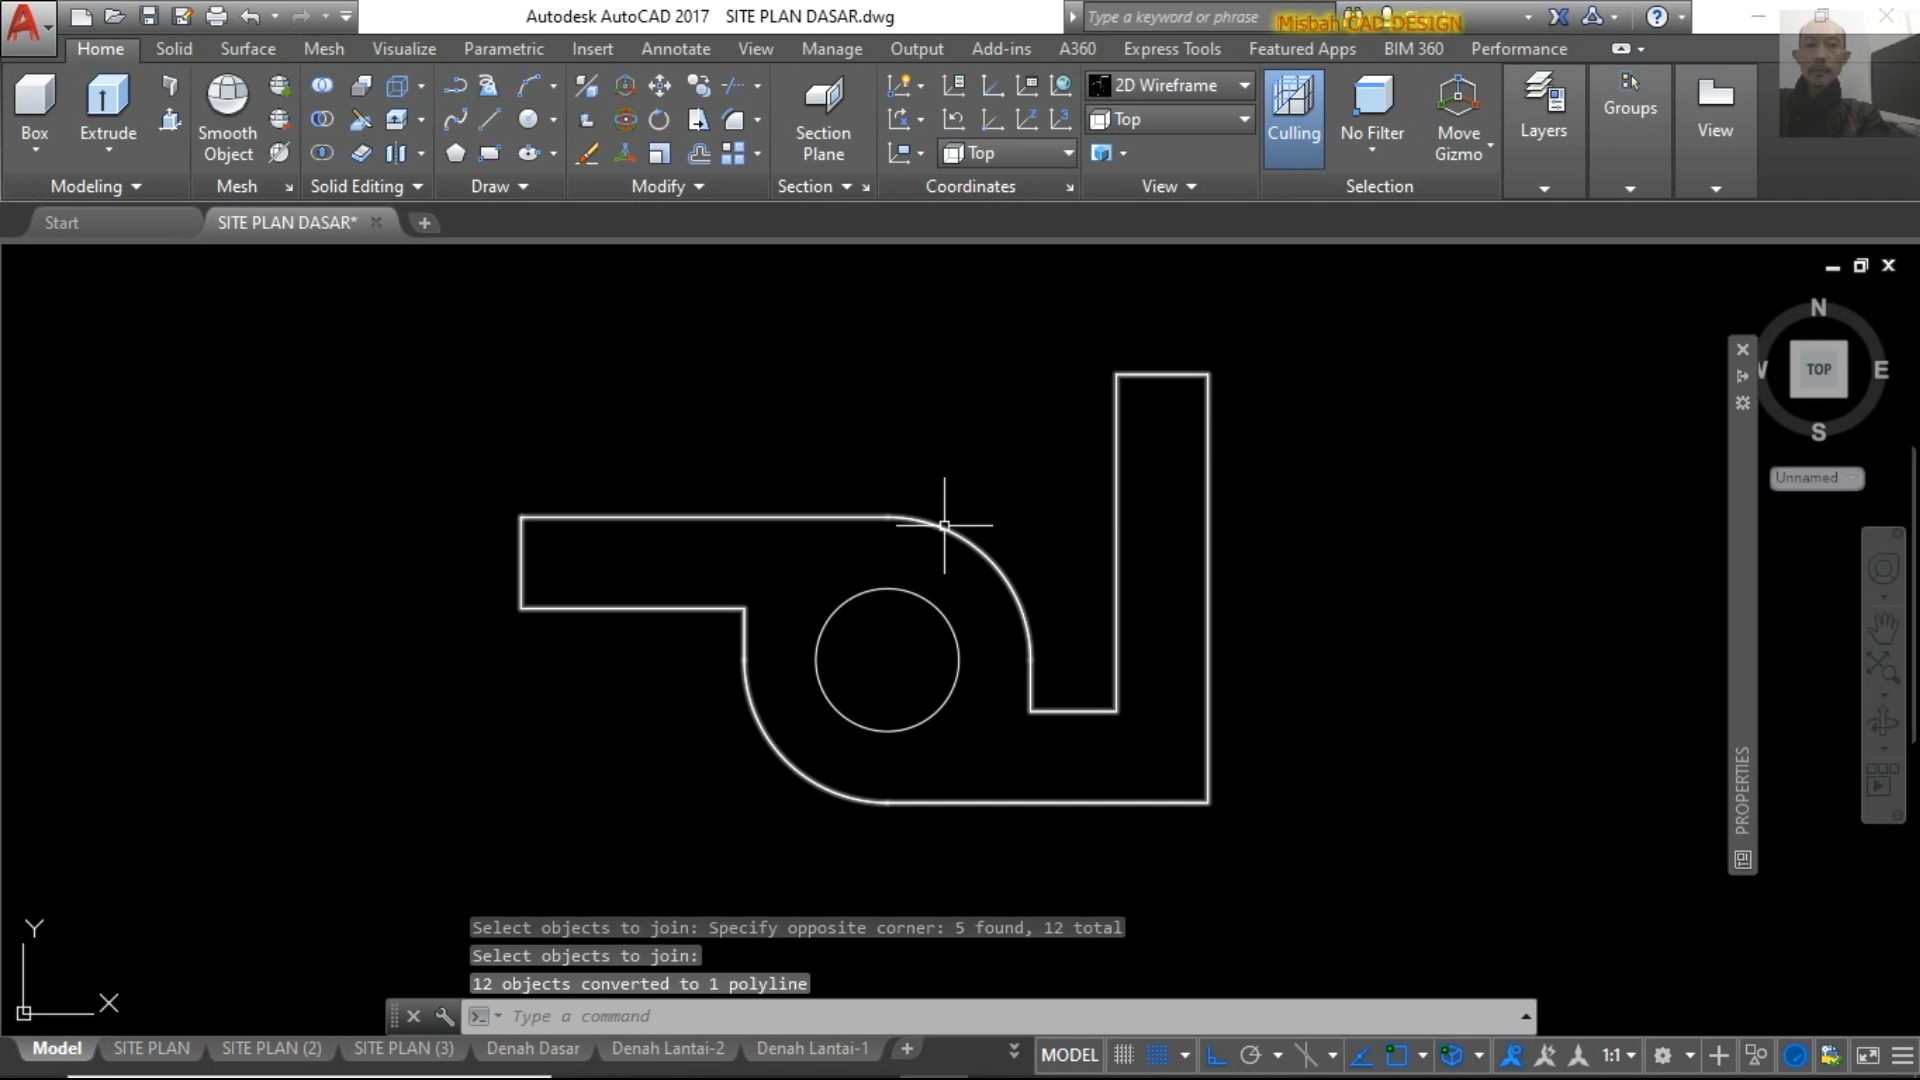 Autodesk AutoCAD 2017 SITE PLAN DASAR.dwg
Type a keyword or phrase
Misbah CAD DESIGN
Home Solid Surface Mesh Visualize Parametric Insert Annotate View Manage Output Add-ins A360 Express Tools Featured Apps BIM 360 Performance
2D Wireframe
Top
Top
Box
Extrude
Smooth
Object
Section
Plane
Culling
No Filter
Move
Gizmo
Layers
Groups
View
Modeling
Mesh
Solid Editing
Draw
Modify
Section
Coordinates
View
Selection
Start
SITE PLAN DASAR*
N
TOP
E
S
Unnamed
PROPERTIES
Y
X
Select objects to join: Specify opposite corner: 5 found, 12 total
Select objects to join:
12 objects converted to 1 polyline
Type a command
Model SITE PLAN SITE PLAN (2) SITE PLAN (3) Denah Dasar Denah Lantai-2 Denah Lantai-1
MODEL
1:1